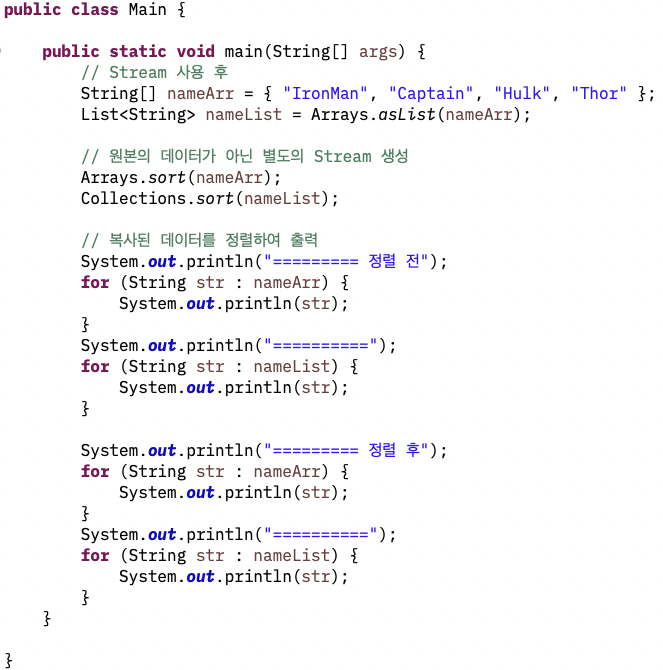 public class Main {
public static void main(String[] args) {
// Stream 사용 후
String[] nameArr = { "IronMan", "Captain", "Hulk", "Thor" };
List<String> nameList = Arrays.asList(nameArr);
// 원본의 데이터가 아닌 별도의 Stream 생성
Arrays.sort(nameArr);
Collections.sort(nameList);
// 복사된 데이터를 정렬하여 출력
System.out.println("========= 정렬 전");
for (String str : nameArr) {
System.out.println(str);
}
System.out.println("==========");
for (String str : nameList) {
System.out.println(str);
}
System.out.println("========= 정렬 후");
for (String str : nameArr) {
System.out.println(str);
}
System.out.println("==========");
for (String str : nameList) {
System.out.println(str);
}
}
}